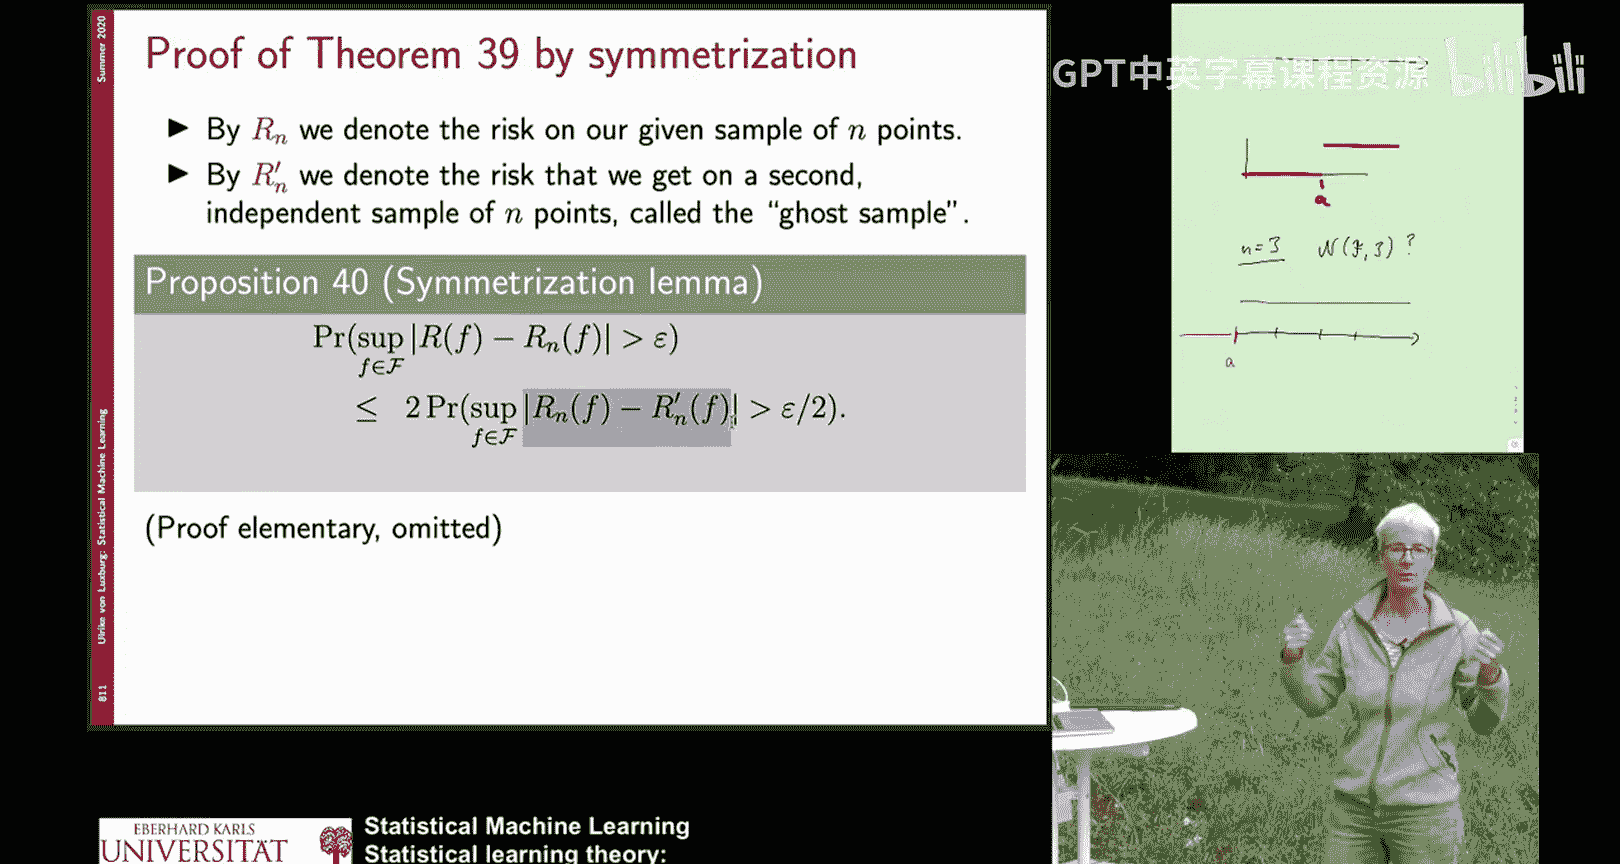 Summer 2020
Proof of Theorem 39 by symmetrization
▶ By Rₙ we denote the risk on our given sample of n points.
▶ By R′ₙ we denote the risk that we get on a second,
independent sample of n points, called the “ghost sample”.
Proposition 40 (Symmetrization lemma)
Pr(sup |R(f) − Rₙ(f)| > ε)
f∈ℱ
≤ 2 Pr(sup |Rₙ(f) − R′ₙ(f)| > ε/2).
f∈ℱ
(Proof elementary, omitted)
Ulrike von Luxburg: Statistical Machine Learning
811
GPT中英字幕课程资源 bilibili
a
n=3 N(F,3)?
a
EBERHARD KARLS
UNIVERSITÄT
Statistical Machine Learning
Statistical learning theory: